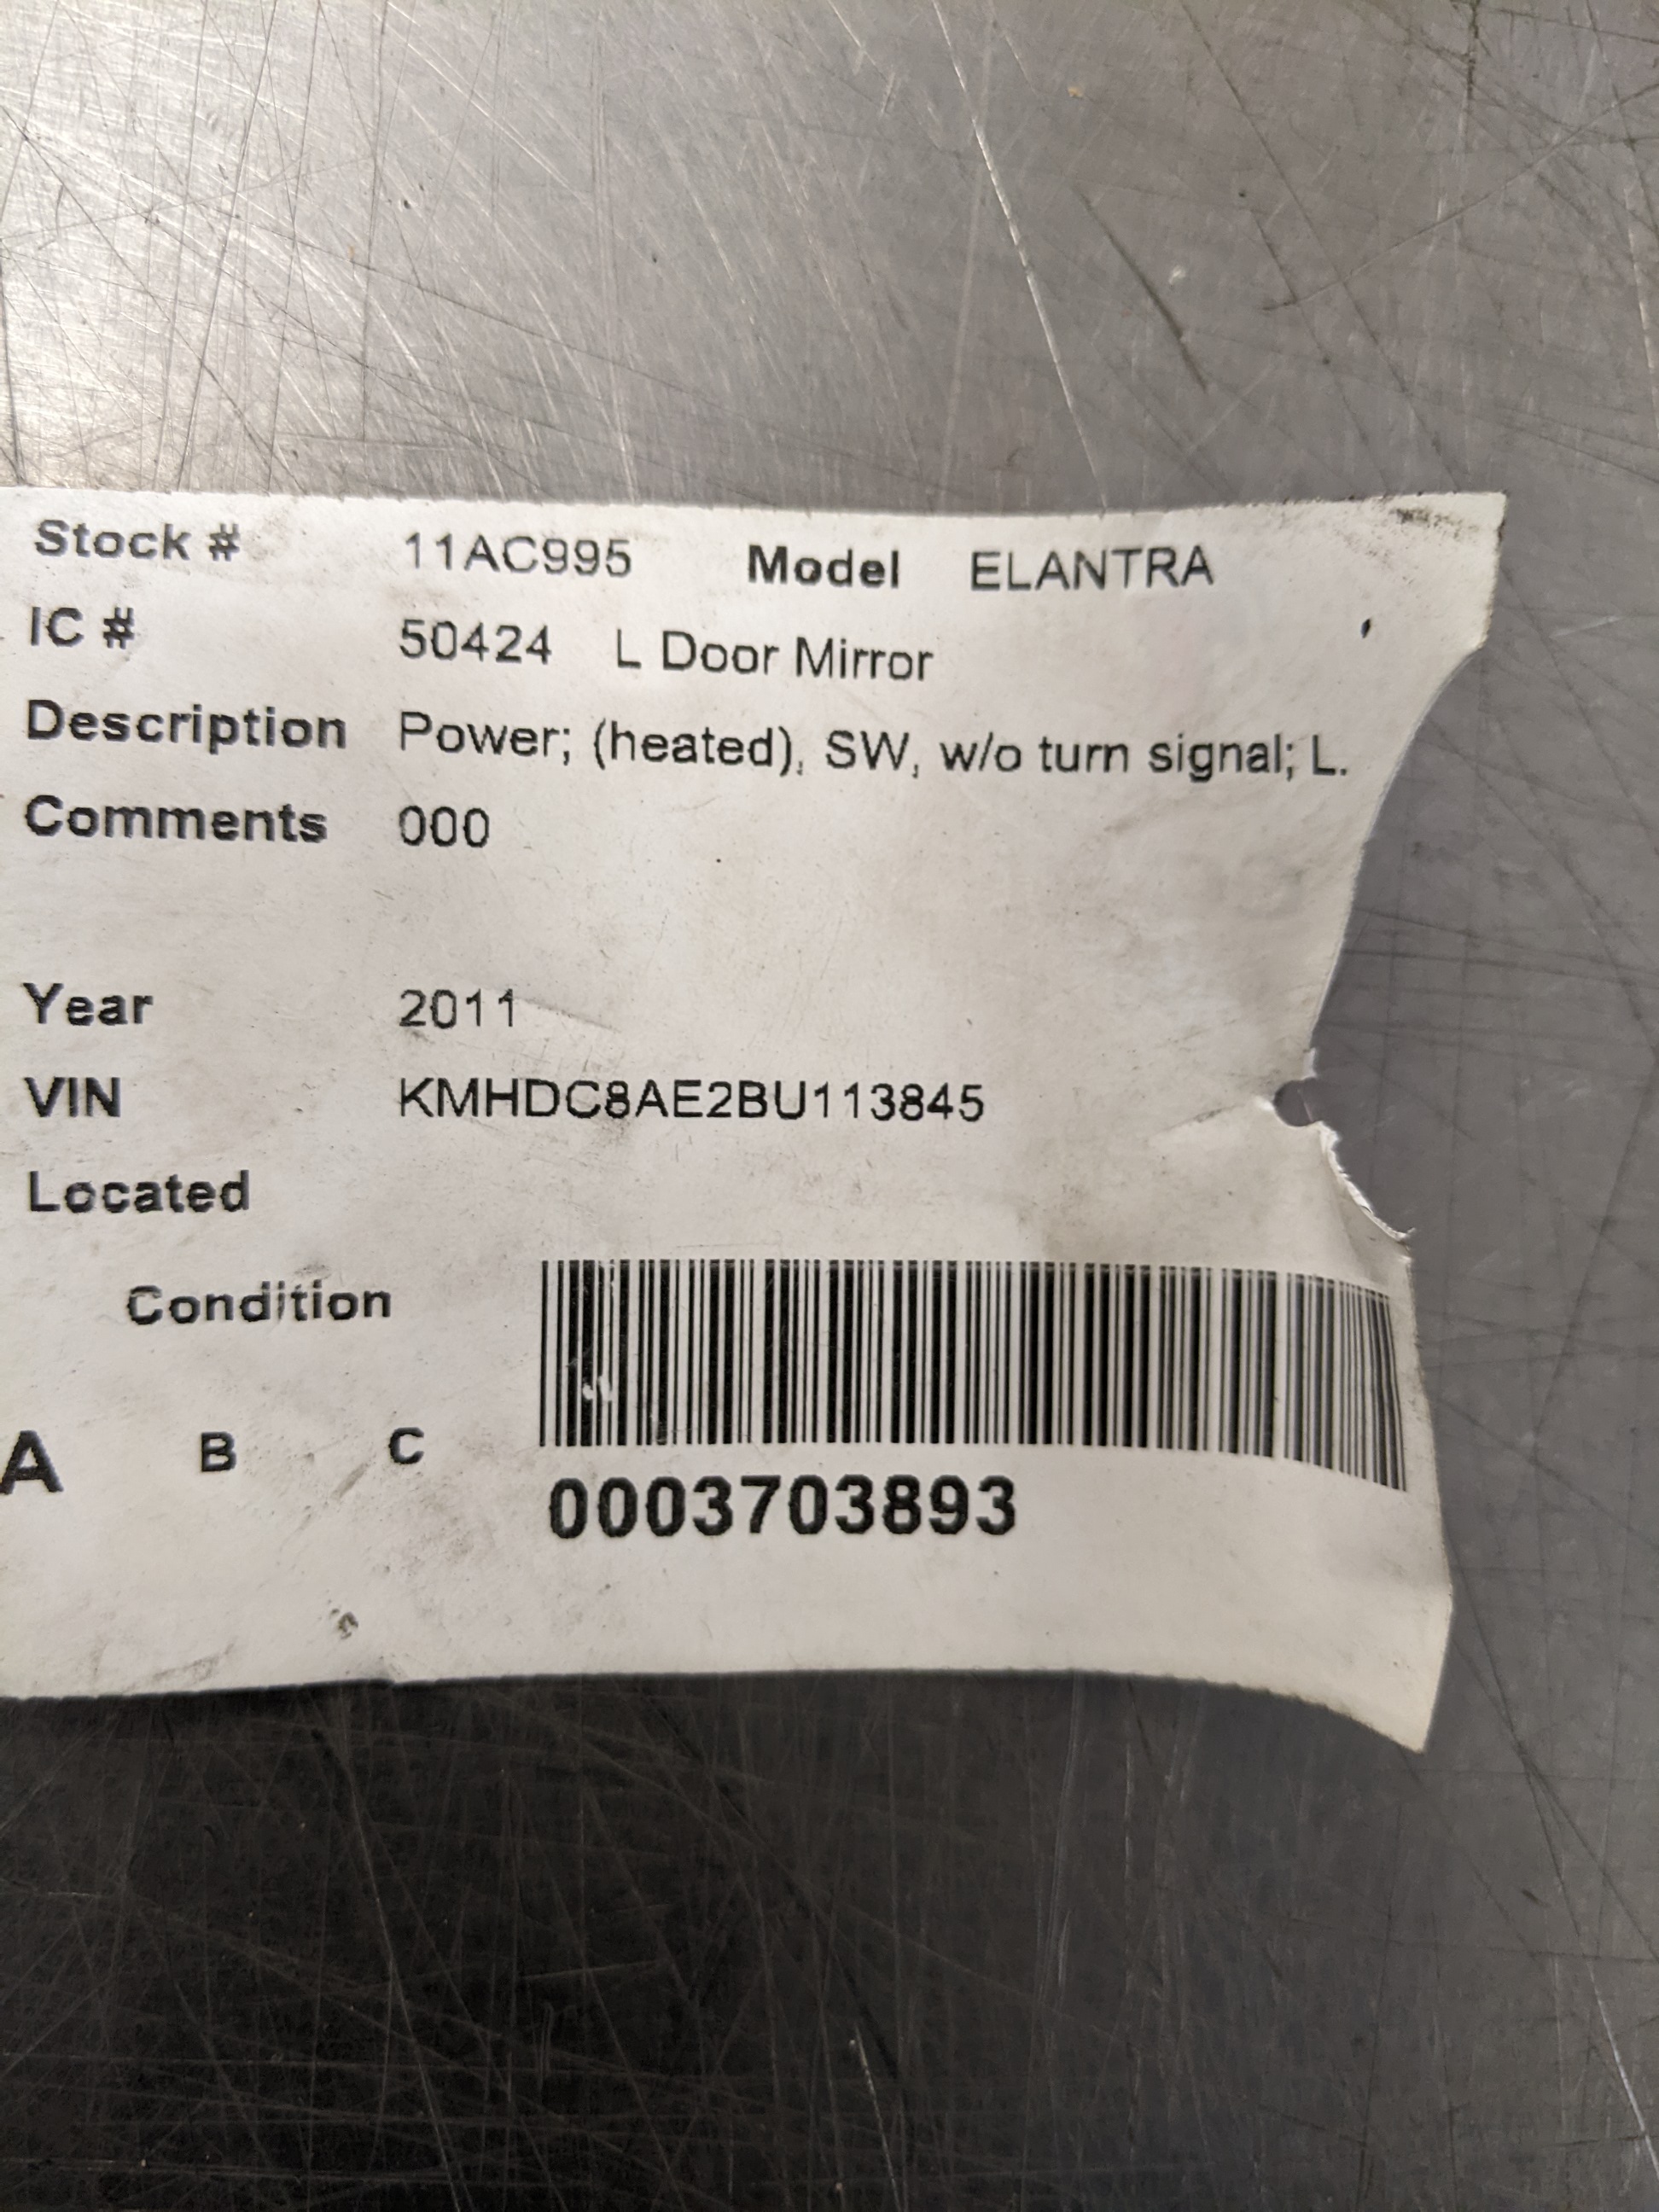 Stock # 11AC995 Model ELANTRA
IC # 50424 L Door Mirror
Description Power; (heated), SW, w/o turn signal; L.
Comments 000
Year 2011
VIN KMHDC8AE2BU113845
Located
Condition
A B C
0003703893